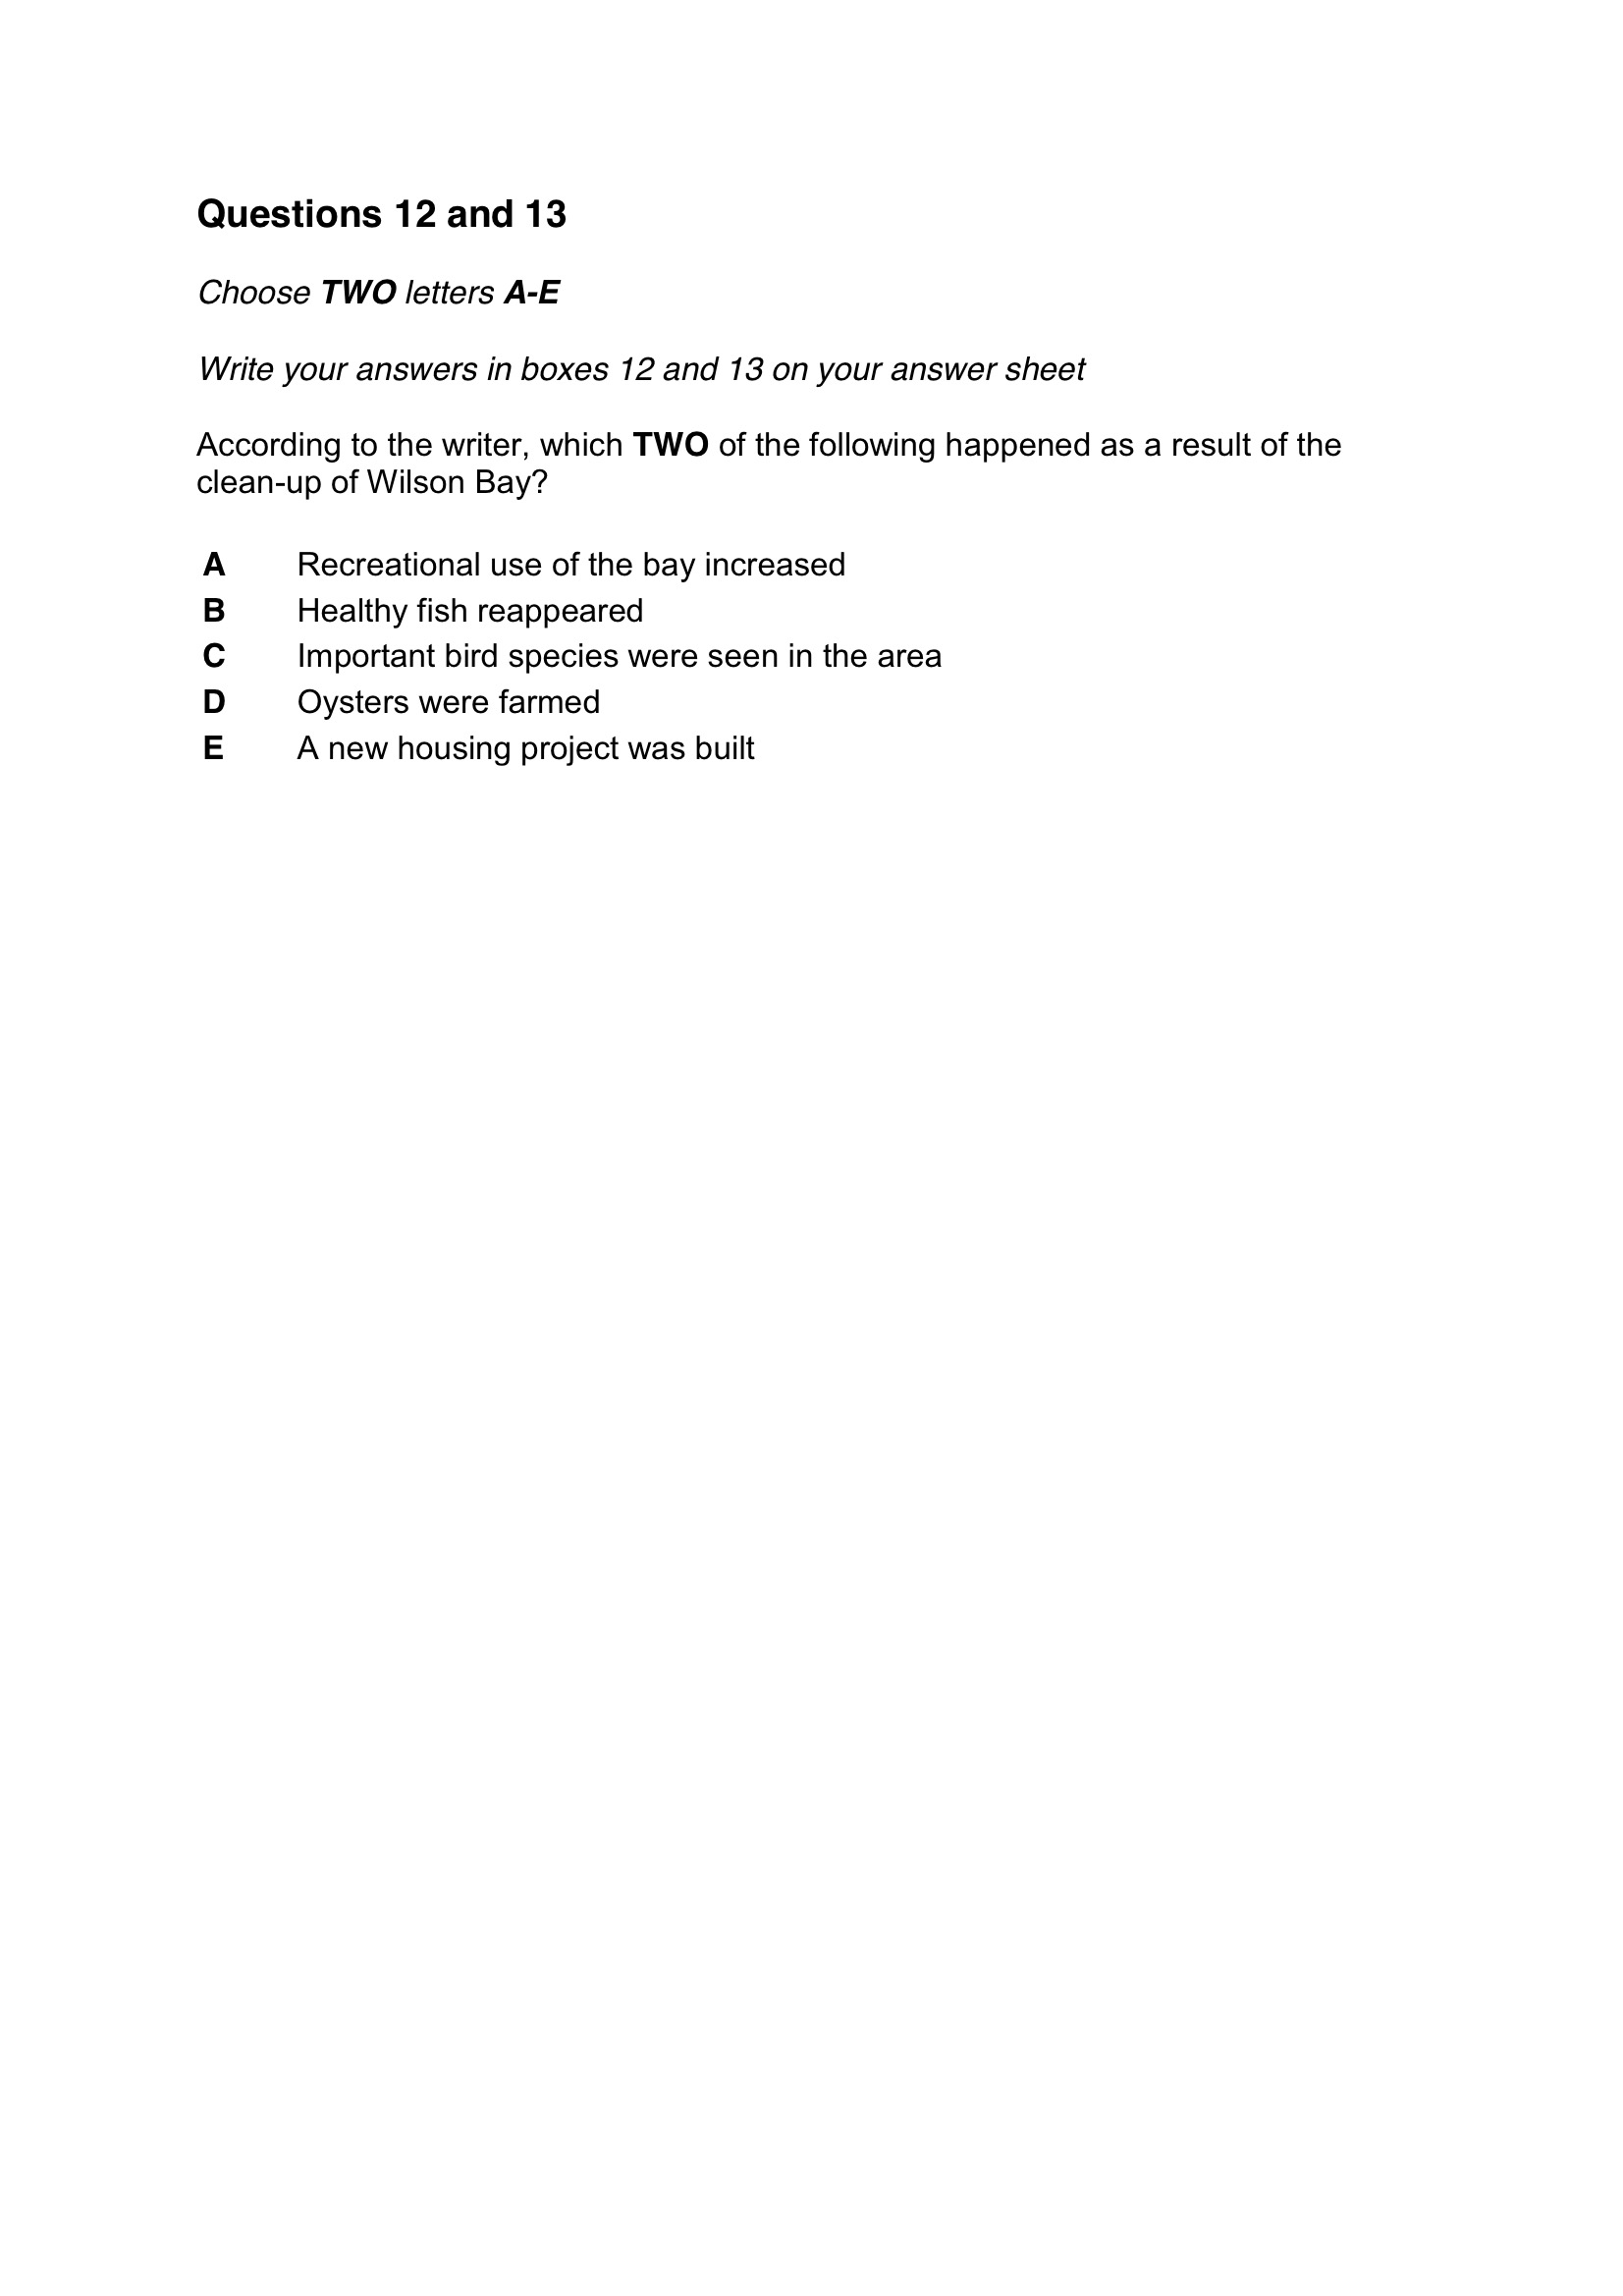 Questions 12 and 13
Choose TWO letters A-E
Write your answers in boxes 12 and 13 on your answer sheet
According to the writer, which TWO of the following happened as a result of the
clean-up of Wilson Bay?
A Recreational use of the bay increased
B Healthy fish reappeared
C Important bird species were seen in the area
D Oysters were farmed
E A new housing project was built